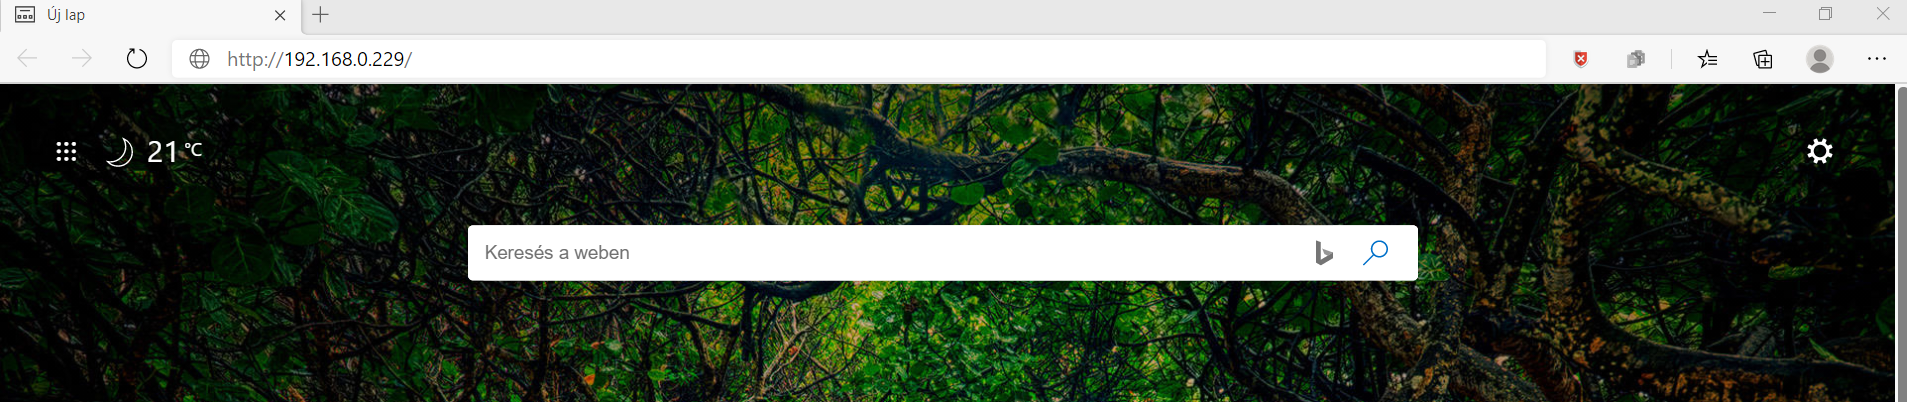 Új lap
http://192.168.0.229/
21 °C
Keresés a weben